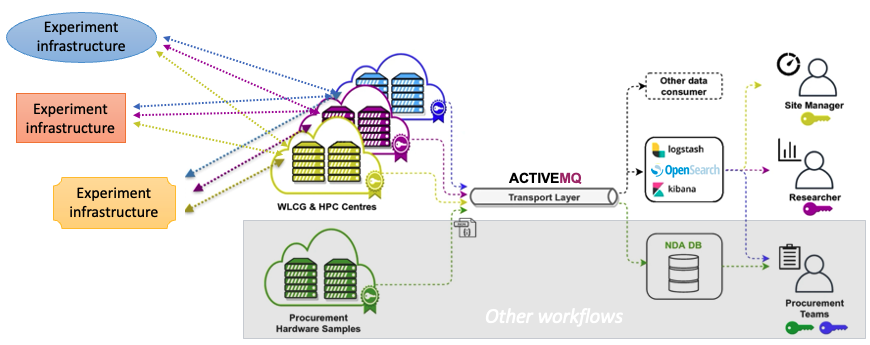 Experiment
infrastructure
Experiment
infrastructure
Experiment
infrastructure
WLCG & HPC Centres
ACTIVEMQ
Transport Layer
Other data
consumer
logstash
OpenSearch
kibana
Site Manager
Researcher
Procurement
Hardware Samples
NDA DB
Procurement
Teams
Other workflows